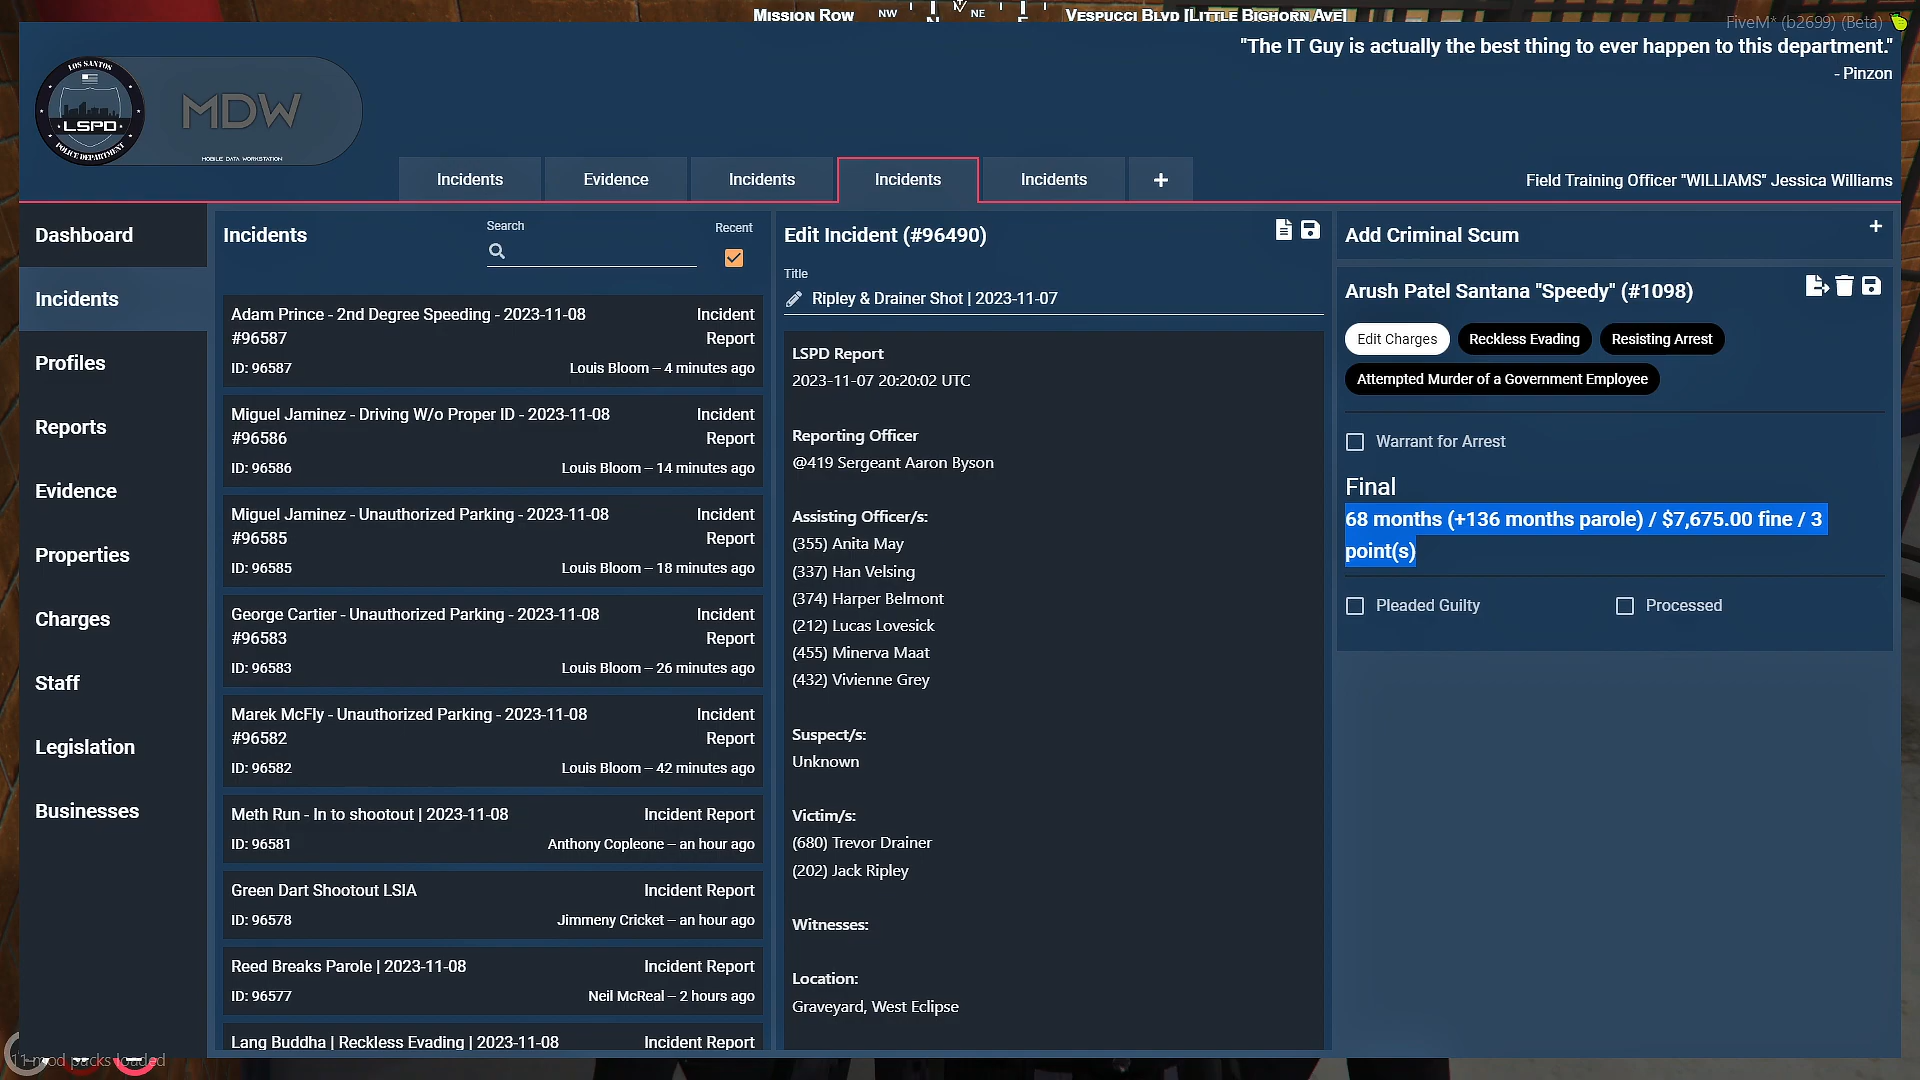 Mission Row NW N NE E Vespucci Blvd [Little Bighorn Ave]
FiveM* (b2699) (Beta)
"The IT Guy is actually the best thing to ever happen to this department."
- Pinzon
LOS SANTOS
LSPD
POLICE DEPARTMENT
MDW
MOBILE DATA WORKSTATION
Incidents
Evidence
Incidents
Incidents
Incidents
+
Field Training Officer "WILLIAMS" Jessica Williams
Dashboard
Incidents
Profiles
Reports
Evidence
Properties
Charges
Staff
Legislation
Businesses
Incidents
Search
Recent
Adam Prince - 2nd Degree Speeding - 2023-11-08 Incident
#96587 Report
ID: 96587 Louis Bloom – 4 minutes ago
Miguel Jaminez - Driving W/o Proper ID - 2023-11-08 Incident
#96586 Report
ID: 96586 Louis Bloom – 14 minutes ago
Miguel Jaminez - Unauthorized Parking - 2023-11-08 Incident
#96585 Report
ID: 96585 Louis Bloom – 18 minutes ago
George Cartier - Unauthorized Parking - 2023-11-08 Incident
#96583 Report
ID: 96583 Louis Bloom – 26 minutes ago
Marek McFly - Unauthorized Parking - 2023-11-08 Incident
#96582 Report
ID: 96582 Louis Bloom – 42 minutes ago
Meth Run - In to shootout | 2023-11-08 Incident Report
ID: 96581 Anthony Copleone – an hour ago
Green Dart Shootout LSIA Incident Report
ID: 96578 Jimmeny Cricket – an hour ago
Reed Breaks Parole | 2023-11-08 Incident Report
ID: 96577 Neil McReal – 2 hours ago
Lang Buddha | Reckless Evading | 2023-11-08 Incident Report
Edit Incident (#96490)
Title
Ripley & Drainer Shot | 2023-11-07
LSPD Report
2023-11-07 20:20:02 UTC
Reporting Officer
@419 Sergeant Aaron Byson
Assisting Officer/s:
(355) Anita May
(337) Han Velsing
(374) Harper Belmont
(212) Lucas Lovesick
(455) Minerva Maat
(432) Vivienne Grey
Suspect/s:
Unknown
Victim/s:
(680) Trevor Drainer
(202) Jack Ripley
Witnesses:
Location:
Graveyard, West Eclipse
Add Criminal Scum
+
Arush Patel Santana "Speedy" (#1098)
Edit Charges Reckless Evading Resisting Arrest
Attempted Murder of a Government Employee
Warrant for Arrest
Final
68 months (+136 months parole) / $7,675.00 fine / 3
point(s)
Pleaded Guilty Processed
11 mod packs loaded